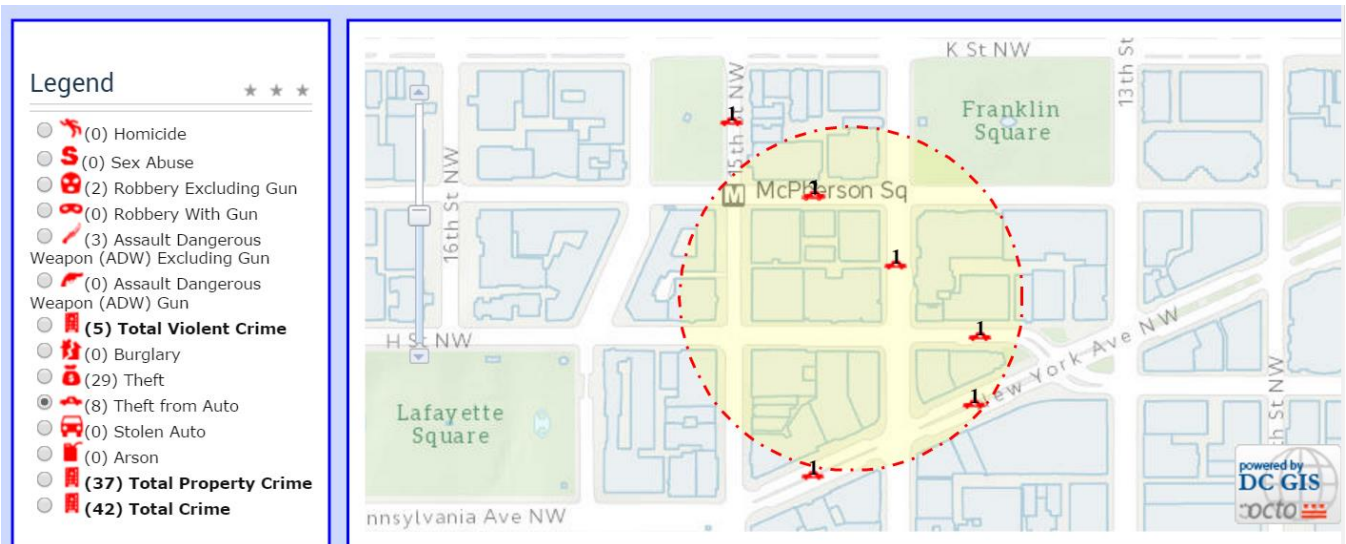 Legend
(0) Homicide
S (0) Sex Abuse
(2) Robbery Excluding Gun
(0) Robbery With Gun
(3) Assault Dangerous
Weapon (ADW) Excluding Gun
(0) Assault Dangerous
Weapon (ADW) Gun
(5) Total Violent Crime
(0) Burglary
(29) Theft
(8) Theft from Auto
(0) Stolen Auto
(0) Arson
(37) Total Property Crime
(42) Total Crime
K St NW
13th St
15th St NW
16th St NW
Franklin
Square
McPherson Sq
M
1
1
1
1
1
1
H St NW
New York Ave NW
Lafayette
Square
th St NW
nnsylvania Ave NW
powered by
DC GIS
octo